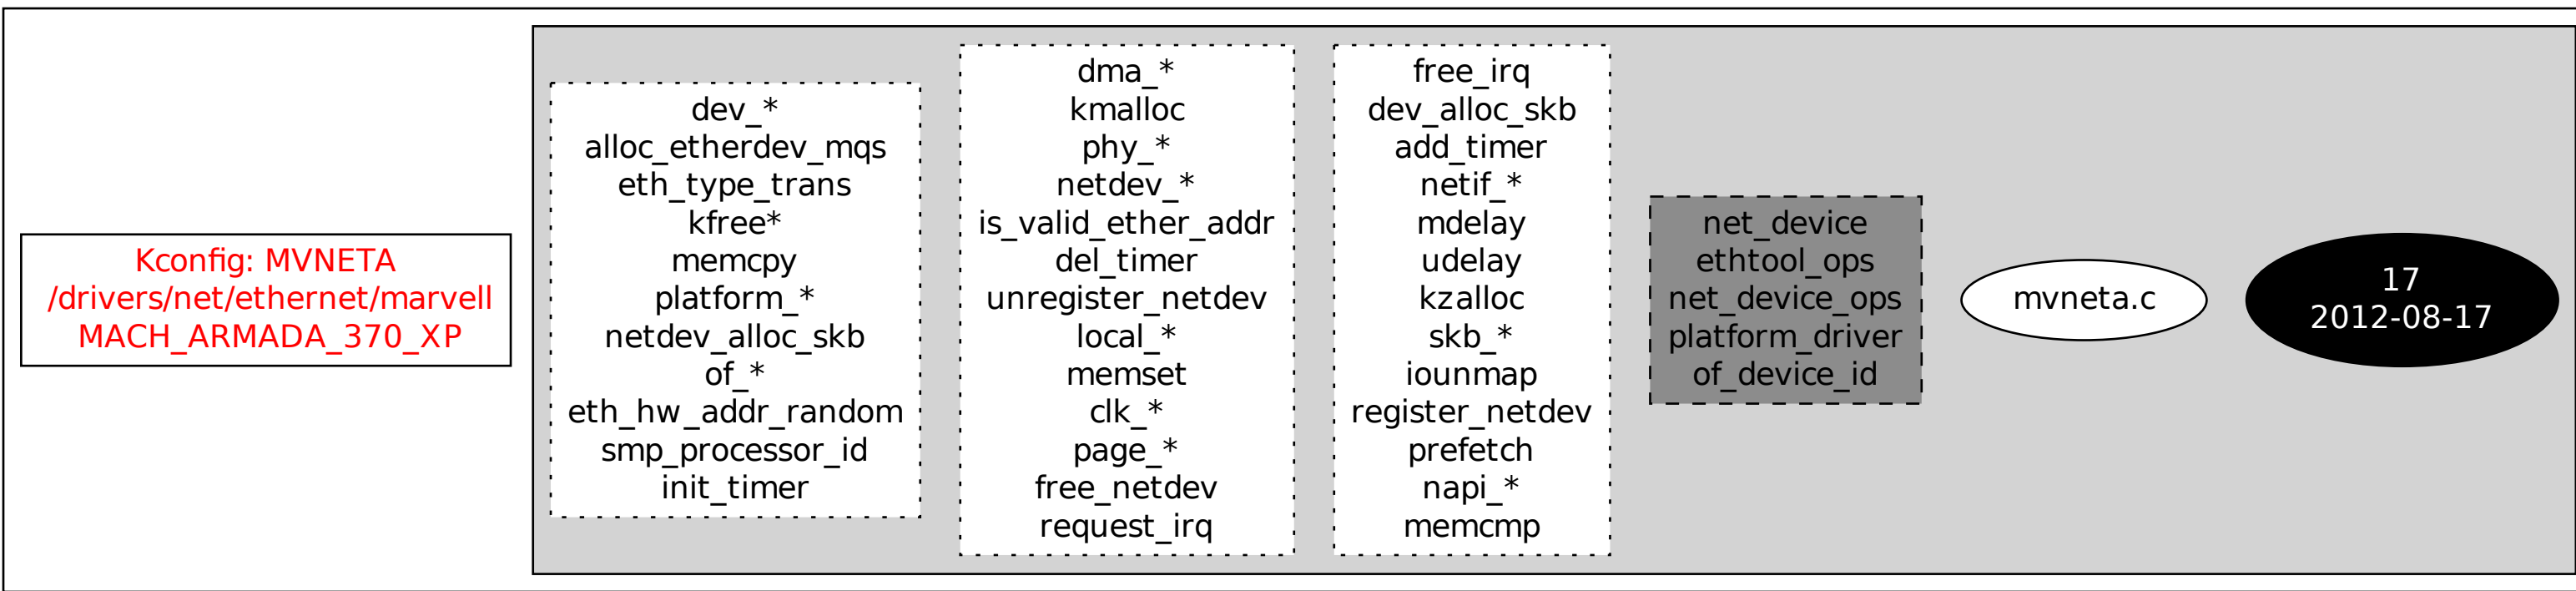 Kconfig: MVNETA
/drivers/net/ethernet/marvell
MACH_ARMADA_370_XP
dev_*
alloc_etherdev_mqs
eth_type_trans
kfree*
memcpy
platform_*
netdev_alloc_skb
of_*
eth_hw_addr_random
smp_processor_id
init_timer
dma_*
kmalloc
phy_*
netdev_*
is_valid_ether_addr
del_timer
unregister_netdev
local_*
memset
clk_*
page_*
free_netdev
request_irq
free_irq
dev_alloc_skb
add_timer
netif_*
mdelay
udelay
kzalloc
skb_*
iounmap
register_netdev
prefetch
napi_*
memcmp
net_device
ethtool_ops
net_device_ops
platform_driver
of_device_id
mvneta.c
17
2012-08-17